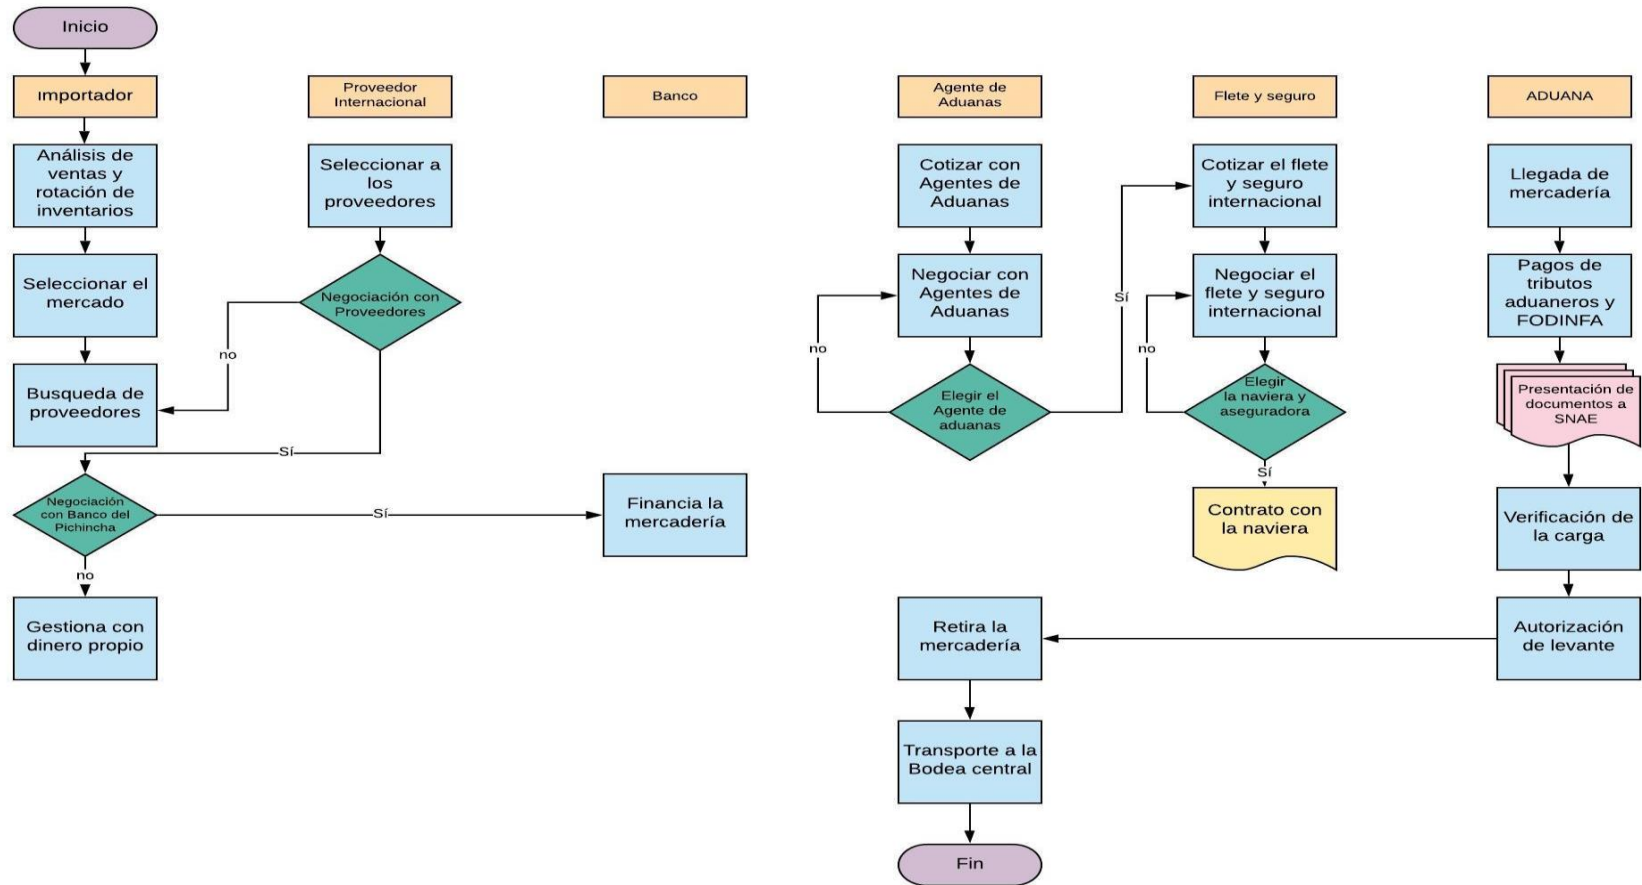 Inicio
ımportador
Proveedor
Internacional
Banco
Agente de
Aduanas
Flete y seguro
ADUANA
Análisis de
ventas y
rotación de
inventarios
Seleccionar a
los
proveedores
Cotizar con
Agentes de
Aduanas
Cotizar el flete
y seguro
internacional
Llegada de
mercadería
Seleccionar el
mercado
Negociación con
Proveedores
Negociar con
Agentes de
Aduanas
Sí
Negociar el
flete y seguro
internacional
Pagos de
tributos
aduaneros y
FODINFA
no
no
no
Busqueda de
proveedores
Elegir el
Agente de
aduanas
Elegir
la naviera y
aseguradora
Presentación de
documentos a
SNAE
Sí
Sí
Negociación
con Banco del
Pichincha
Sí
Financia la
mercadería
Contrato con
la naviera
Verificación de
la carga
no
Gestiona con
dinero propio
Retira la
mercadería
Autorización
de levante
Transporte a la
Bodea central
Fin